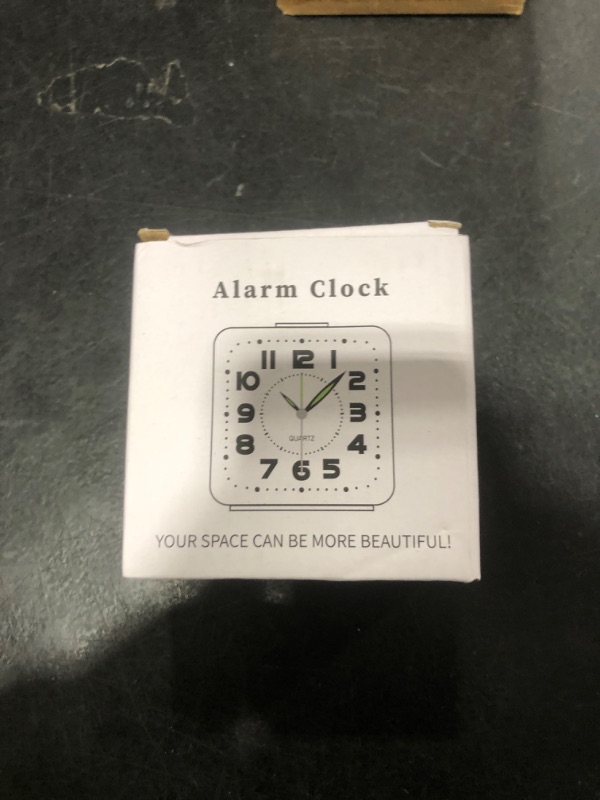 Alarm Clock
11 12 1
10 2
9 3
QUARTZ
8 4
7 6 5
YOUR SPACE CAN BE MORE BEAUTIFUL!